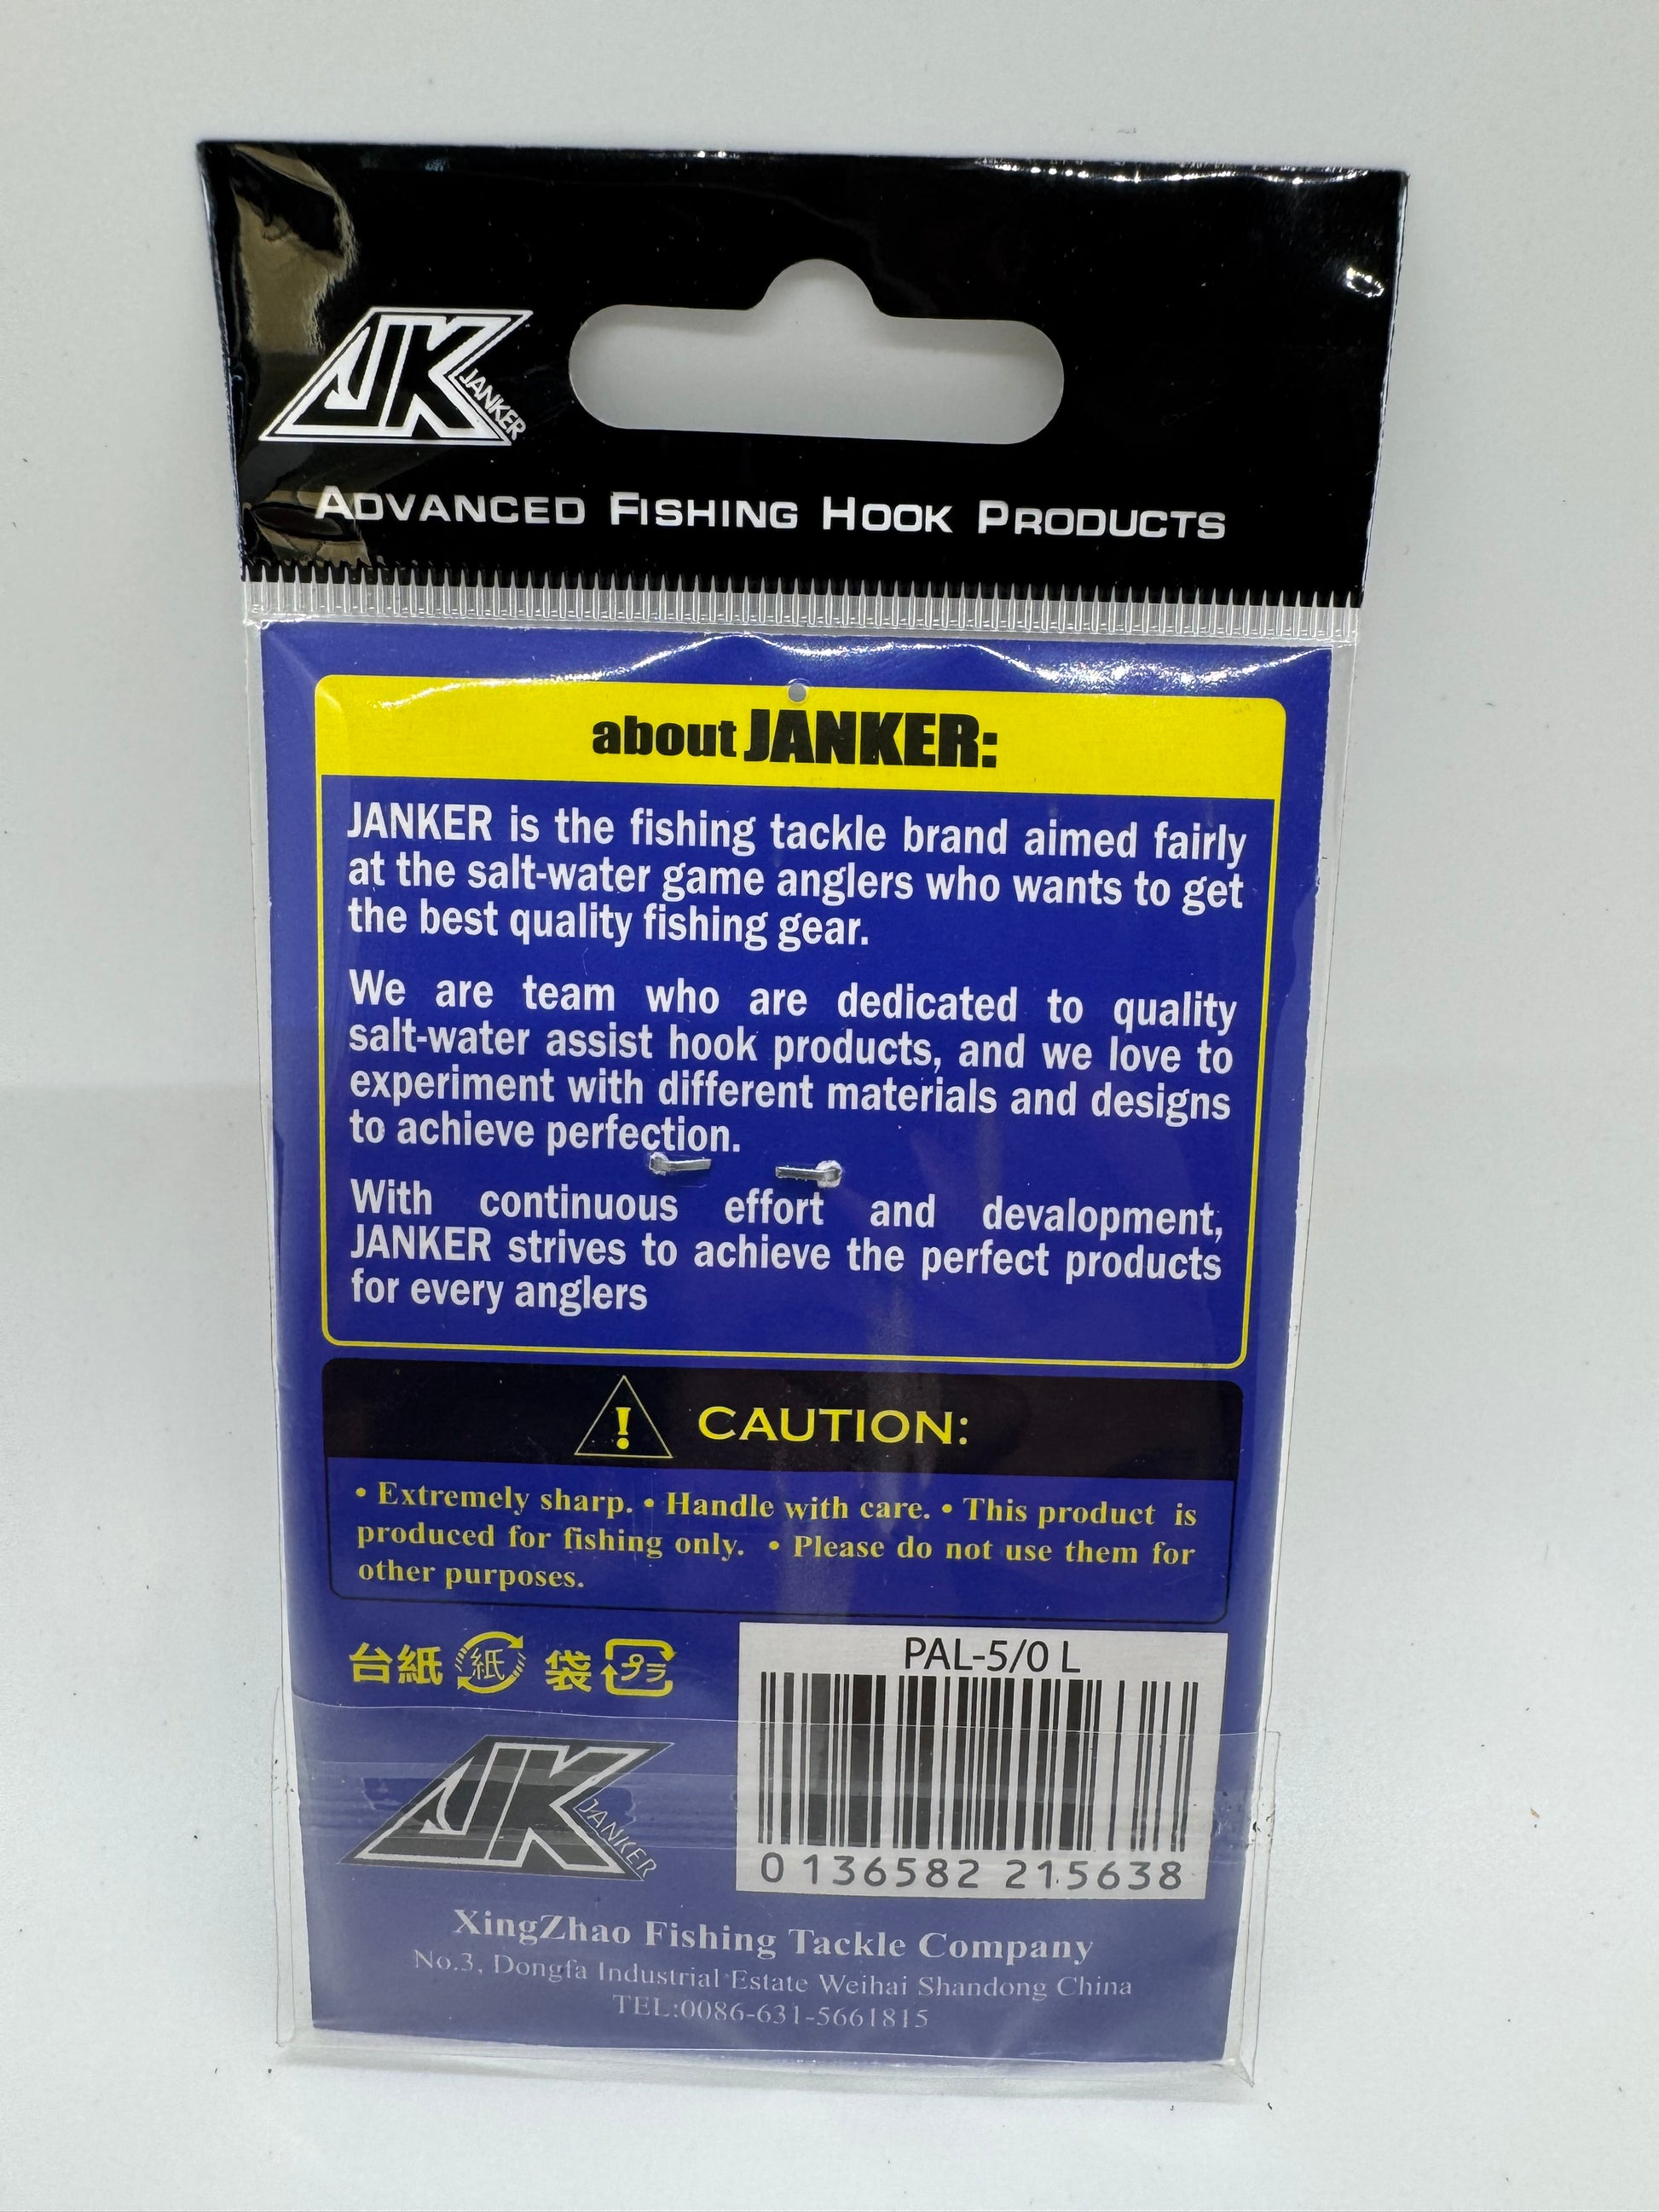 JK JANKER
ADVANCED FISHING HOOK PRODUCTS
about JANKER:
JANKER is the fishing tackle brand aimed fairly
at the salt-water game anglers who wants to get
the best quality fishing gear.
We are team who are dedicated to quality
salt-water assist hook products, and we love to
experiment with different materials and designs
to achieve perfection.
With continuous effort and devalopment,
JANKER strives to achieve the perfect products
for every anglers
! CAUTION:
• Extremely sharp. • Handle with care. • This product is
produced for fishing only. • Please do not use them for
other purposes.
台紙 紙 袋 プラ
PAL-5/0 L
0 136582 215638
JK JANKER
XingZhao Fishing Tackle Company
No.3, Dongfa Industrial Estate Weihai Shandong China
TEL:0086-631-5661815